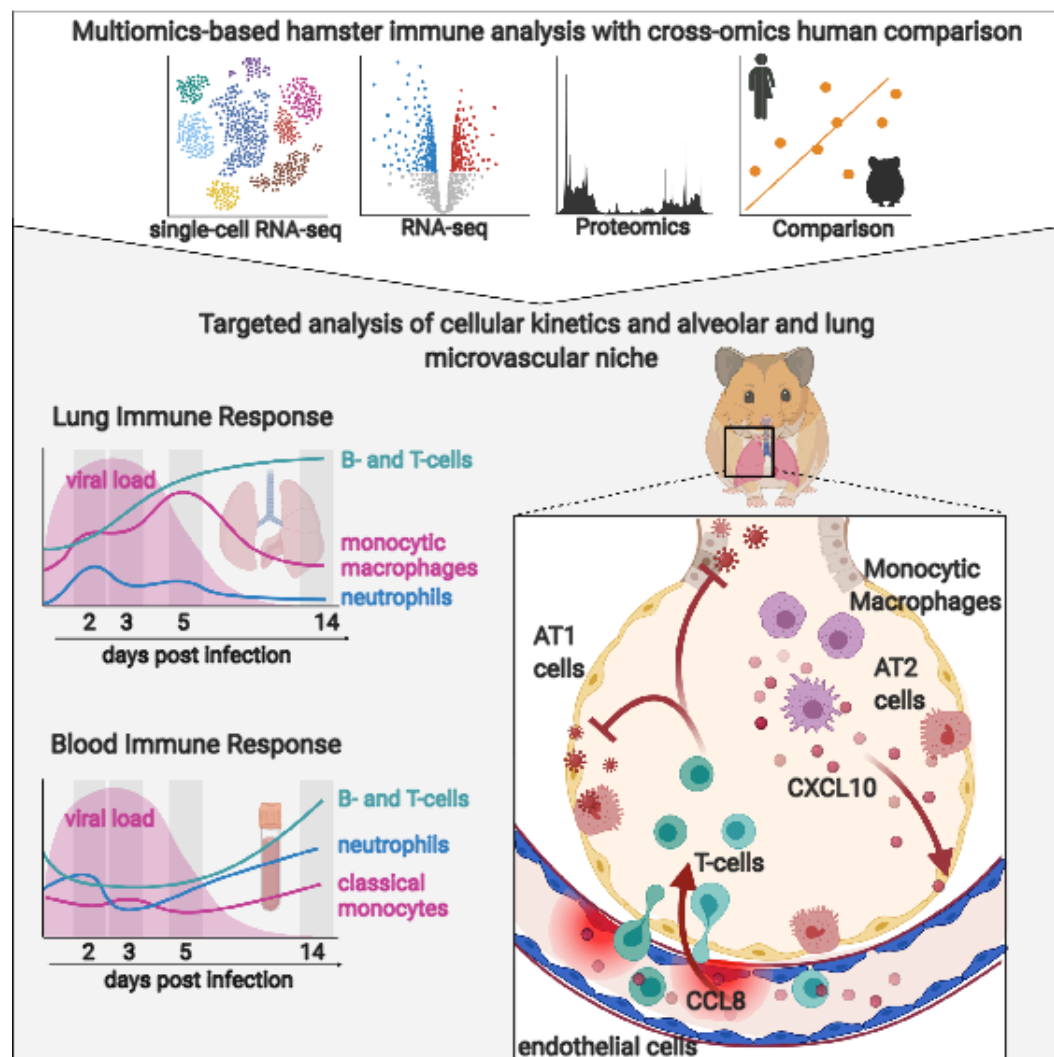 Multiomics-based hamster immune analysis with cross-omics human comparison
single-cell RNA-seq
RNA-seq
Proteomics
Comparison
Targeted analysis of cellular kinetics and alveolar and lung
microvascular niche
Lung Immune Response
viral load
B- and T-cells
monocytic
macrophages
neutrophils
2 3 5 14
days post infection
Blood Immune Response
viral load
B- and T-cells
neutrophils
classical
monocytes
2 3 5 14
days post infection
Monocytic
Macrophages
AT1
cells
AT2
cells
CXCL10
T-cells
CCL8
endothelial cells